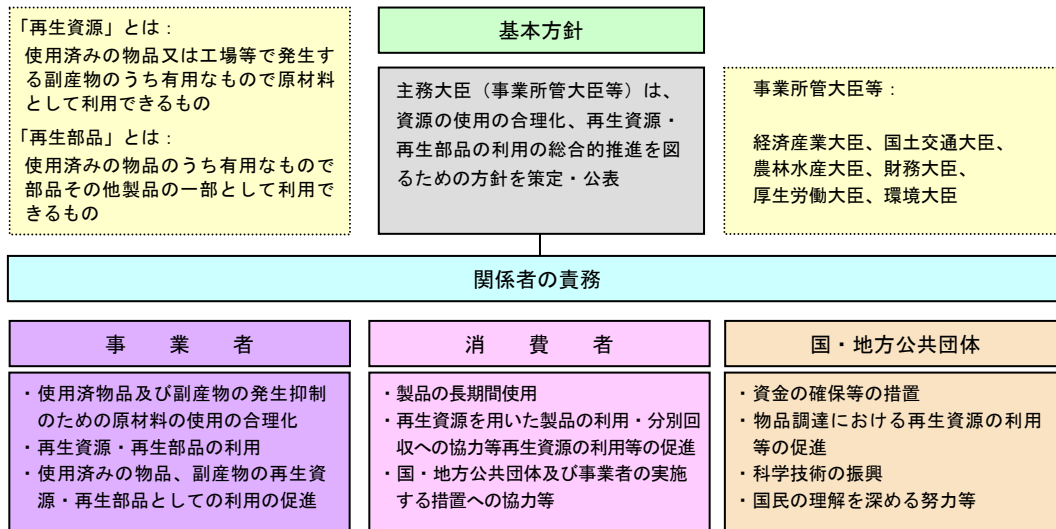 「再生資源」とは：
使用済みの物品又は工場等で発生す
る副産物のうち有用なもので原材料
として利用できるもの
「再生部品」とは：
使用済みの物品のうち有用なもので
部品その他製品の一部として利用で
きるもの
基本方針
主務大臣（事業所管大臣等）は、
資源の使用の合理化、再生資源・
再生部品の利用の総合的推進を図
るための方針を策定・公表
事業所管大臣等：
経済産業大臣、国土交通大臣、
農林水産大臣、財務大臣、
厚生労働大臣、環境大臣
関係者の責務
事　業　者
・使用済物品及び副産物の発生抑制
のための原材料の使用の合理化
・再生資源・再生部品の利用
・使用済みの物品、副産物の再生資
源・再生部品としての利用の促進
消　費　者
・製品の長期間使用
・再生資源を用いた製品の利用・分別回
収への協力等再生資源の利用等の促進
・国・地方公共団体及び事業者の実施
する措置への協力等
国・地方公共団体
・資金の確保等の措置
・物品調達における再生資源の利用
等の促進
・科学技術の振興
・国民の理解を深める努力等